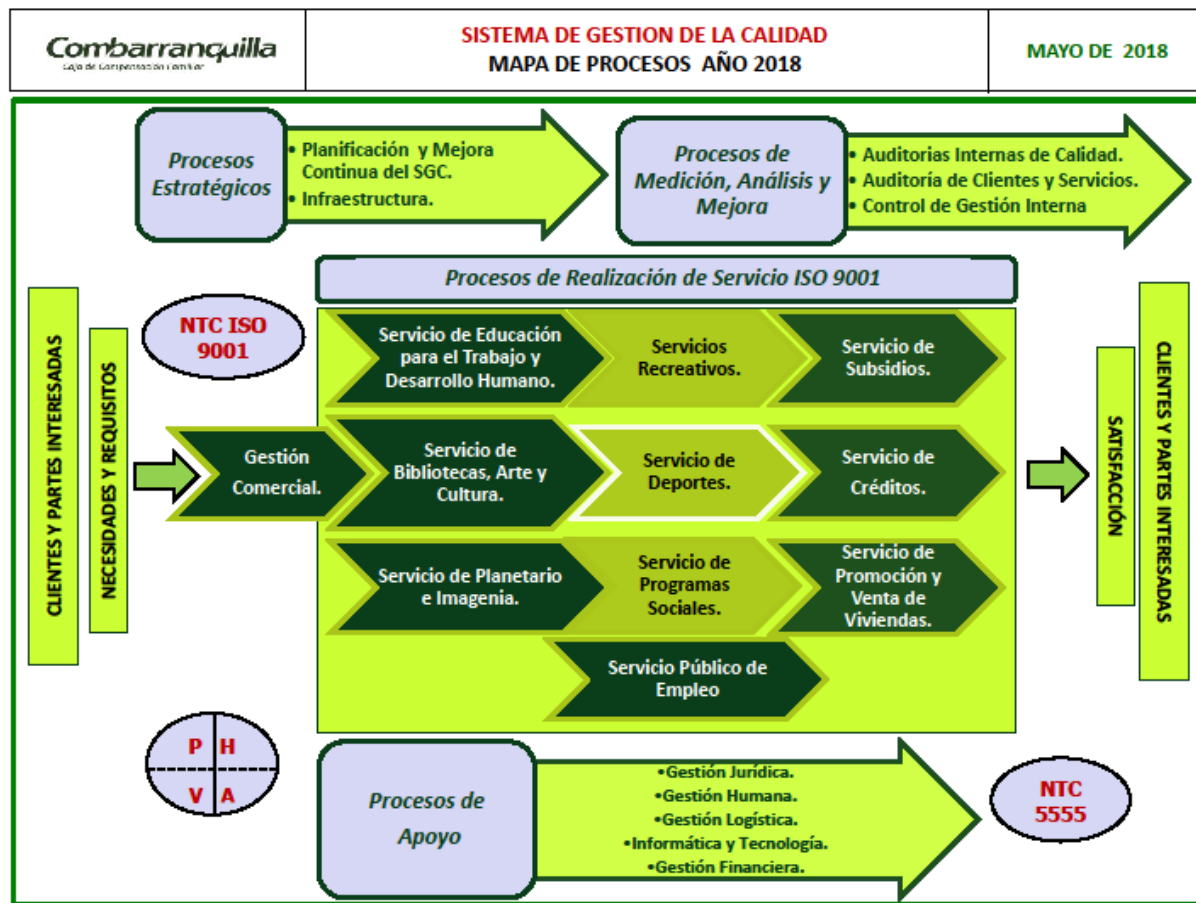 Combarranquilla
Caja de Compensación Familiar
SISTEMA DE GESTION DE LA CALIDAD
MAPA DE PROCESOS AÑO 2018
MAYO DE 2018
Procesos
Estratégicos
• Planificación y Mejora
Continua del SGC.
• Infraestructura.
Procesos de
Medición, Análisis y
Mejora
• Auditorias Internas de Calidad.
• Auditoría de Clientes y Servicios.
• Control de Gestión Interna
Procesos de Realización de Servicio ISO 9001
CLIENTES Y PARTES INTERESADAS
NECESIDADES Y REQUISITOS
NTC ISO
9001
Servicio de Educación
para el Trabajo y
Desarrollo Humano.
Servicios
Recreativos.
Servicio de
Subsidios.
Gestión
Comercial.
Servicio de
Bibliotecas, Arte y
Cultura.
Servicio de
Deportes.
Servicio de
Créditos.
Servicio de Planetario
e Imagenia.
Servicio de
Programas
Sociales.
Servicio de
Promoción y
Venta de
Viviendas.
Servicio Público de
Empleo
SATISFACCIÓN
CLIENTES Y PARTES INTERESADAS
P H
V A
Procesos de
Apoyo
•Gestión Jurídica.
•Gestión Humana.
•Gestión Logística.
•Informática y Tecnología.
•Gestión Financiera.
NTC
5555